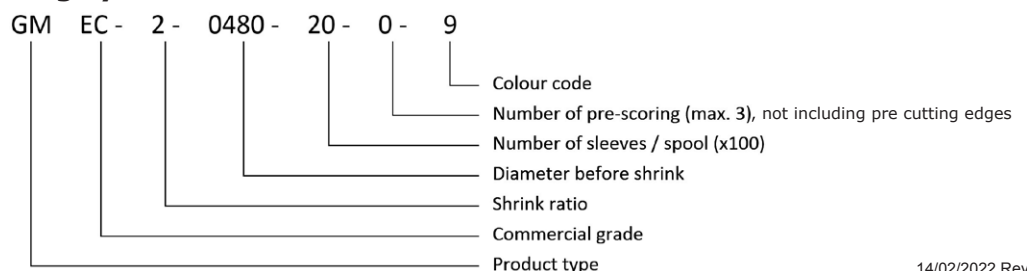 GM EC - 2 - 0480 - 20 - 0 - 9
Colour code
Number of pre-scoring (max. 3), not including pre cutting edges
Number of sleeves / spool (x100)
Diameter before shrink
Shrink ratio
Commercial grade
Product type
14/02/2022 Rev